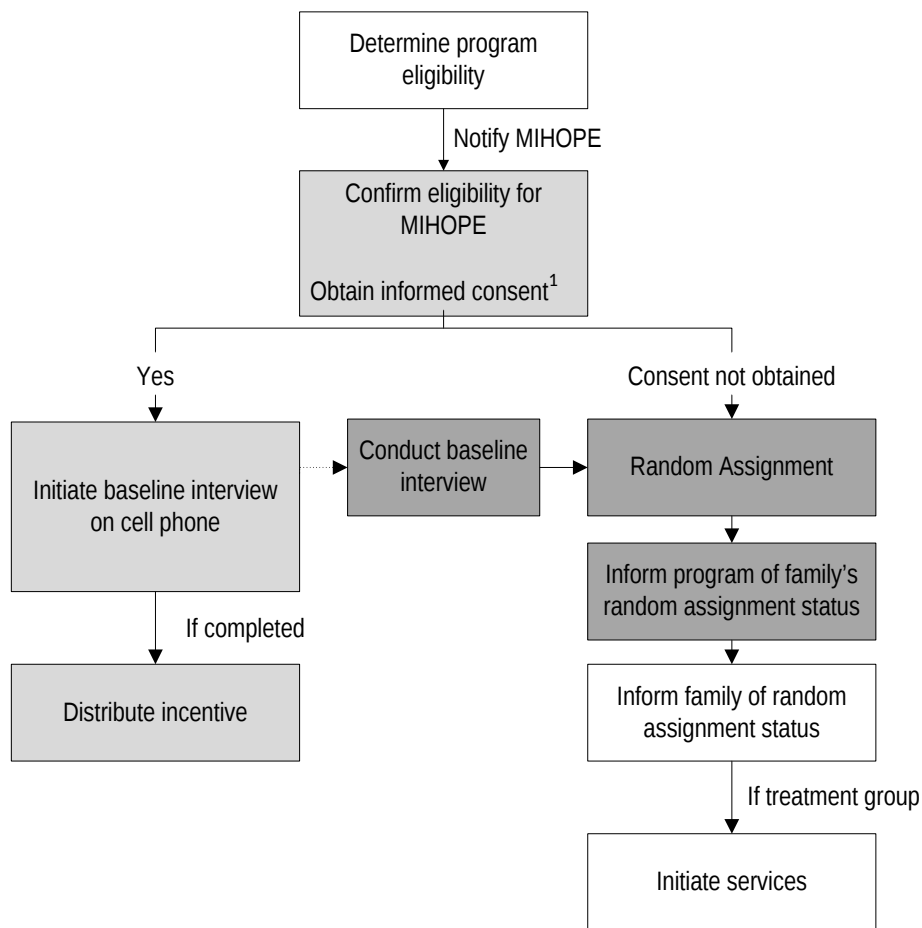 Determine program
eligibility
Notify MIHOPE
Confirm eligibility for
MIHOPE
Obtain informed consent¹
Yes
Consent not obtained
Initiate baseline interview
on cell phone
Conduct baseline
interview
Random Assignment
Inform program of family’s
random assignment status
If completed
Distribute incentive
Inform family of random
assignment status
If treatment group
Initiate services